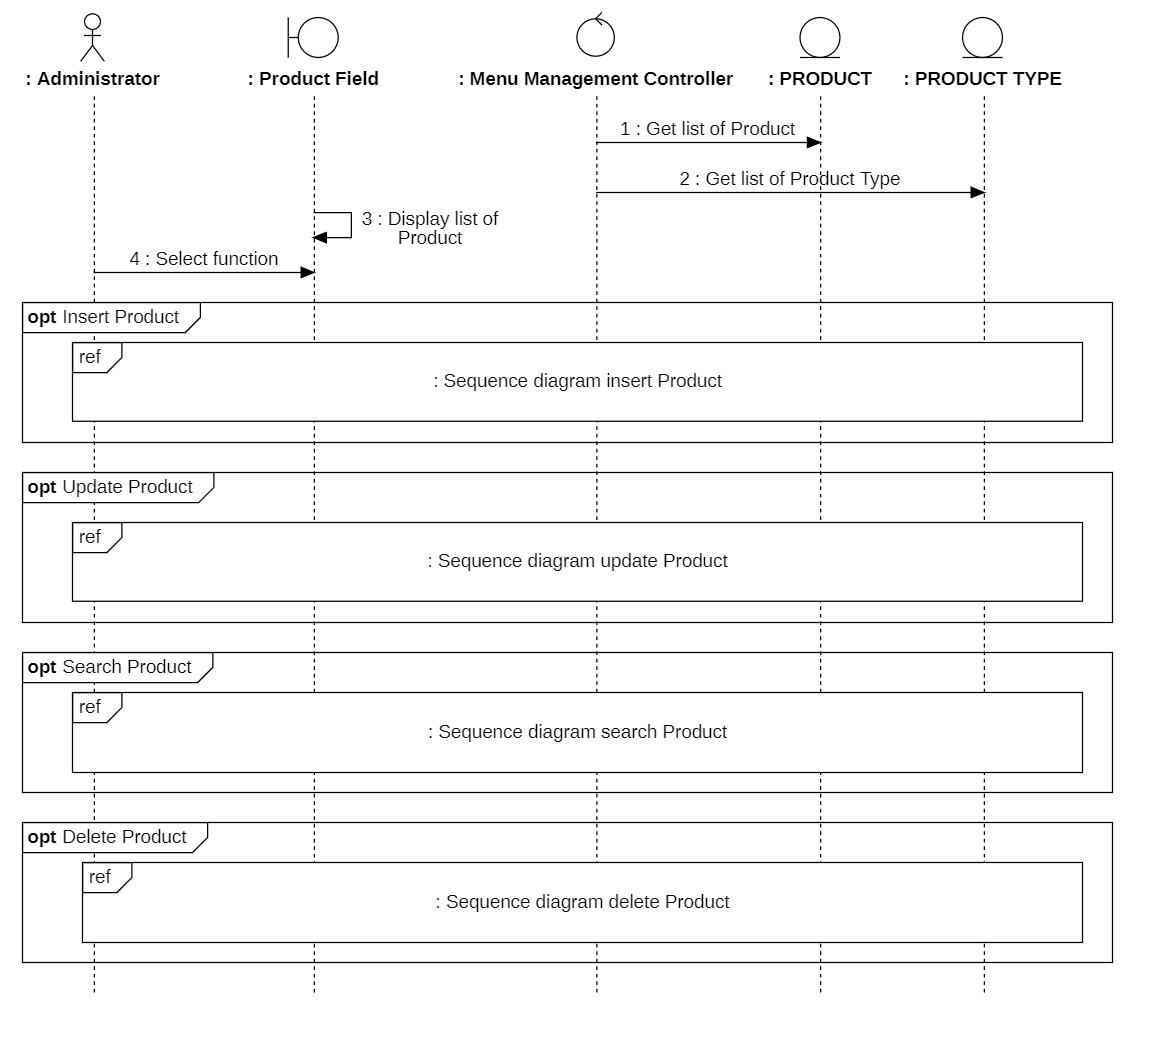 : Administrator
: Product Field
: Menu Management Controller
: PRODUCT
: PRODUCT TYPE
1 : Get list of Product
2 : Get list of Product Type
3 : Display list of
Product
4 : Select function
opt Insert Product
ref
: Sequence diagram insert Product
opt Update Product
ref
: Sequence diagram update Product
opt Search Product
ref
: Sequence diagram search Product
opt Delete Product
ref
: Sequence diagram delete Product